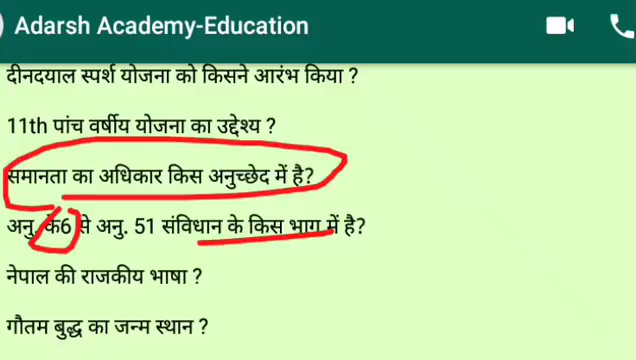 Adarsh Academy-Education
दीनदयाल स्पर्श योजना को किसने आरंभ किया ?
11th पांच वर्षीय योजना का उद्देश्य ?
समानता का अधिकार किस अनुच्छेद में है?
अनु. के6 से अनु. 51 संविधान के किस भाग में है?
नेपाल की राजकीय भाषा ?
गौतम बुद्ध का जन्म स्थान ?